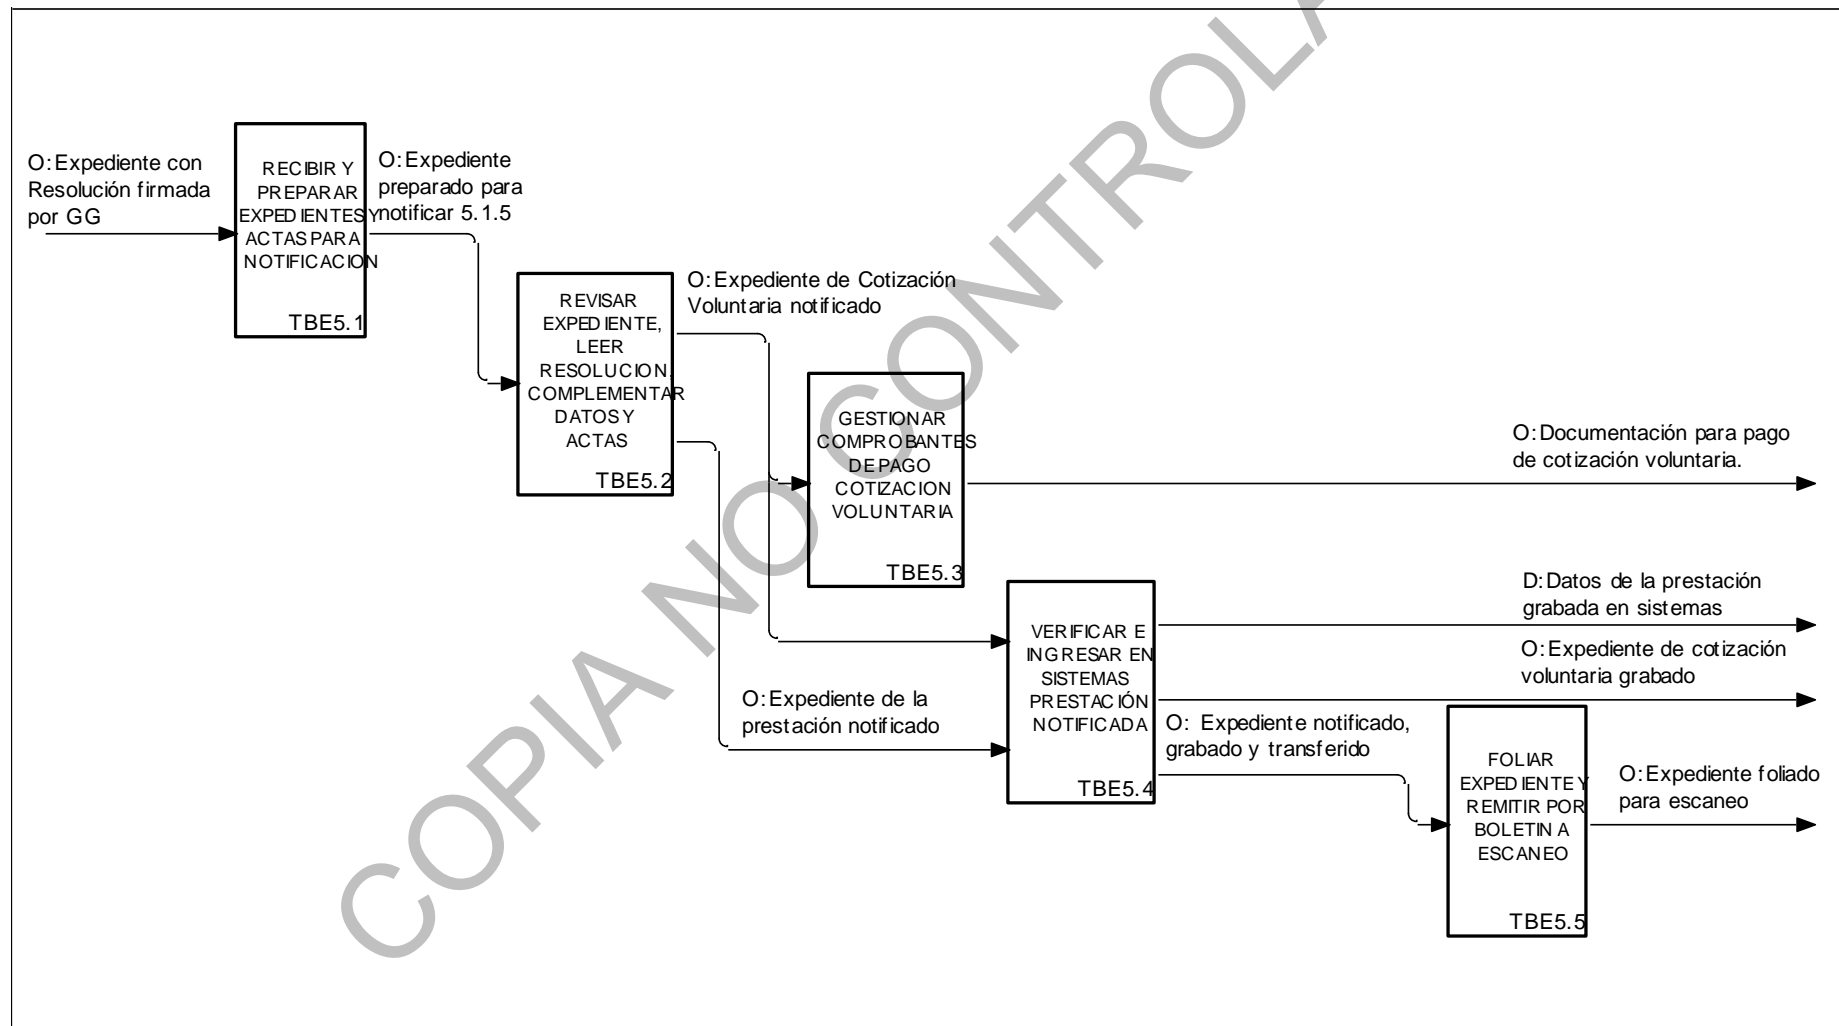 O:Expediente con
Resolución firmada
por GG
RECIBIR Y
PREPARAR
EXPEDIENTES Y
ACTAS PARA
NOTIFICACION
TBE5.1
O:Expediente
preparado para
notificar 5.1.5
REVISAR
EXPEDIENTE,
LEER
RESOLUCION,
COMPLEMENTAR
DATOS Y
ACTAS
TBE5.2
O:Expediente de Cotización
Voluntaria notificado
GESTIONAR
COMPROBANTES
DE PAGO
COTIZACION
VOLUNTARIA
TBE5.3
O:Documentación para pago
de cotización voluntaria.
O:Expediente de la
prestación notificado
VERIFICAR E
INGRESAR EN
SISTEMAS
PRESTACIÓN
NOTIFICADA
TBE5.4
D:Datos de la prestación
grabada en sistemas
O:Expediente de cotización
voluntaria grabado
O: Expediente notificado,
grabado y transferido
FOLIAR
EXPEDIENTE Y
REMITIR POR
BOLETIN A
ESCANEO
TBE5.5
O:Expediente foliado
para escaneo
COPIA NO CONTROLA